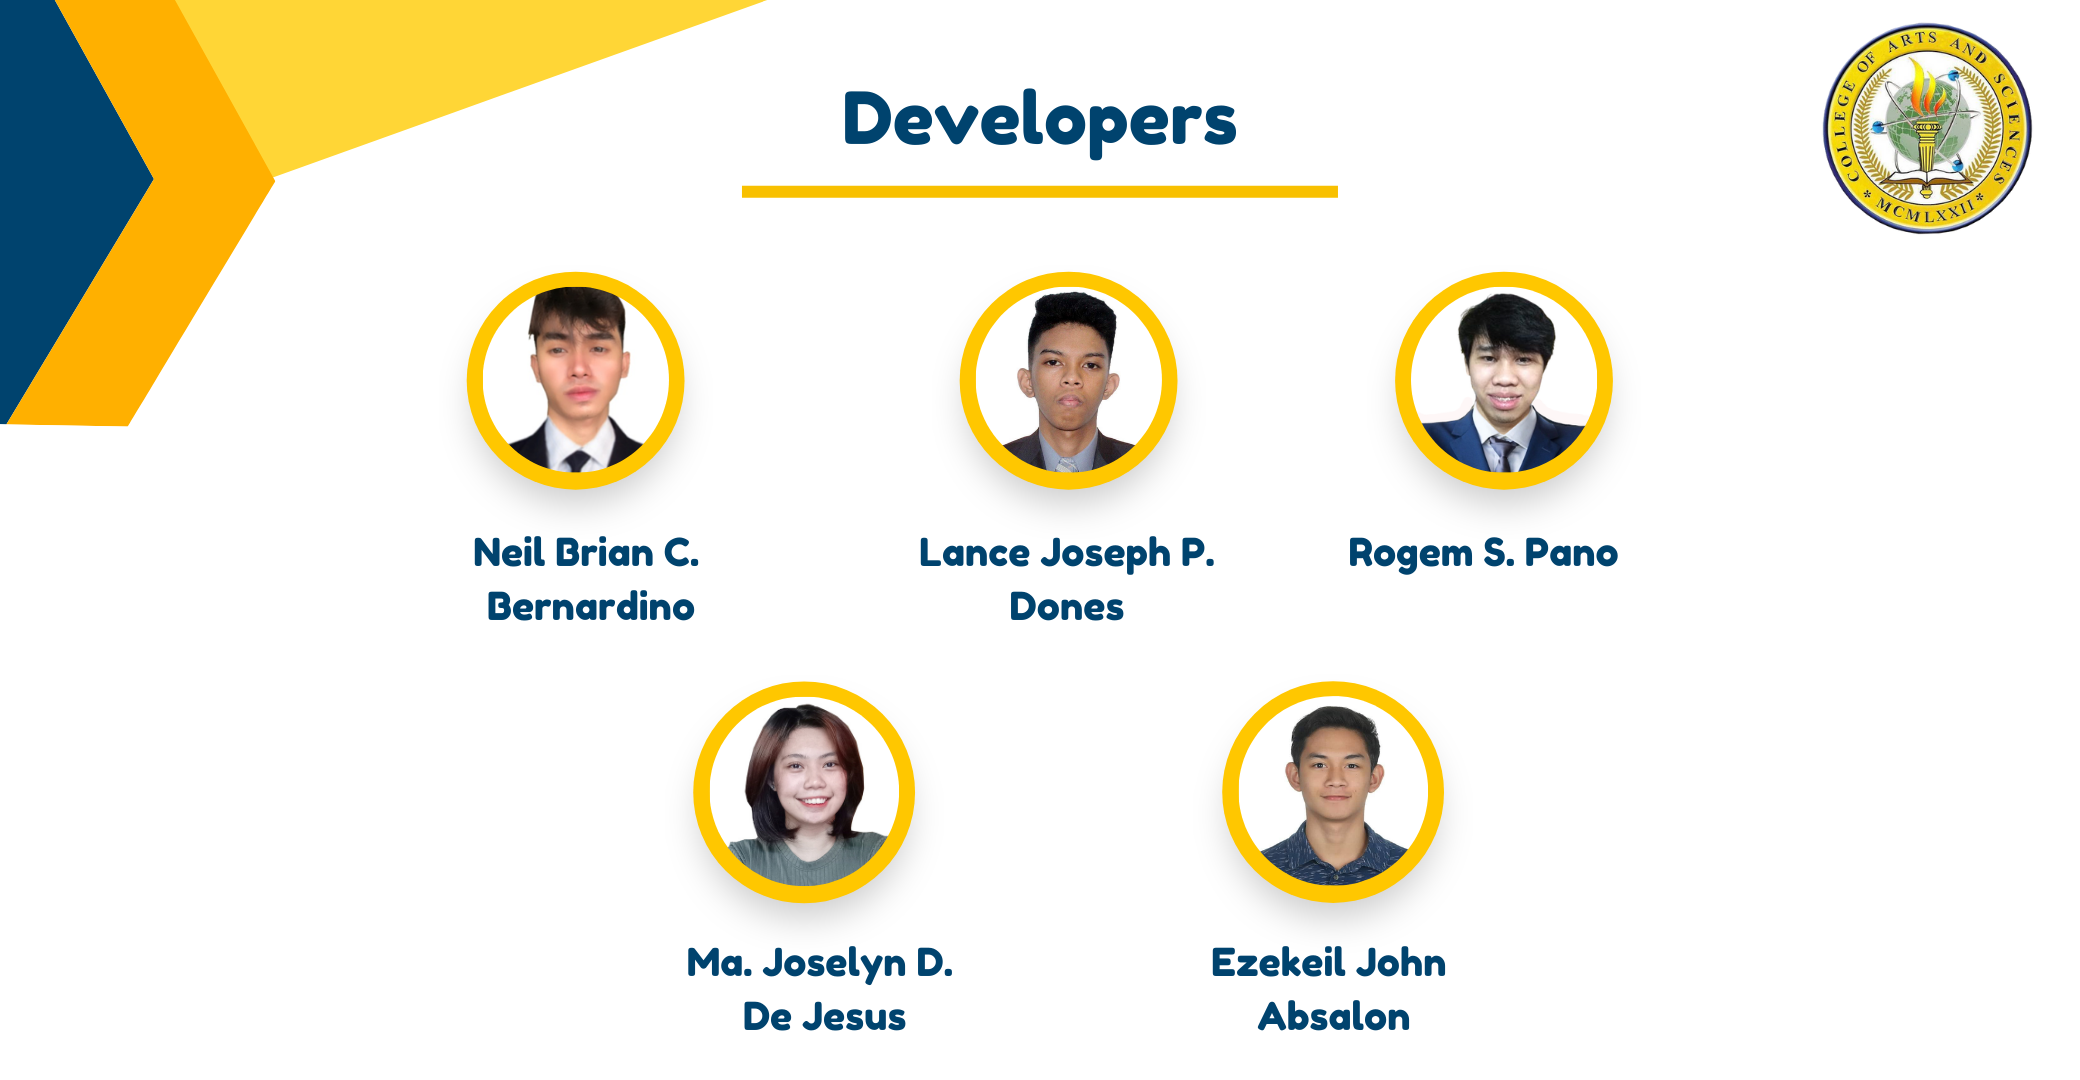 Developers
COLLEGE OF ARTS AND SCIENCES
* MCMLXXII *
Neil Brian C.
Bernardino
Lance Joseph P.
Dones
Rogem S. Pano
Ma. Joselyn D.
De Jesus
Ezekeil John
Absalon